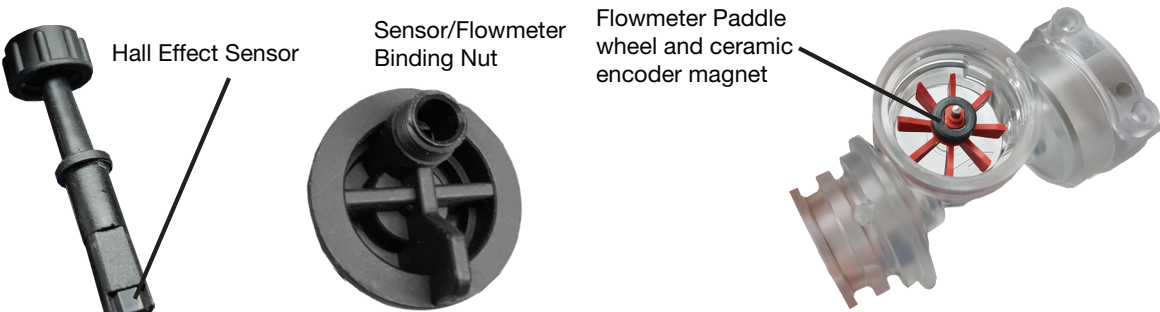 Hall Effect Sensor
Sensor/Flowmeter
Binding Nut
Flowmeter Paddle
wheel and ceramic
encoder magnet